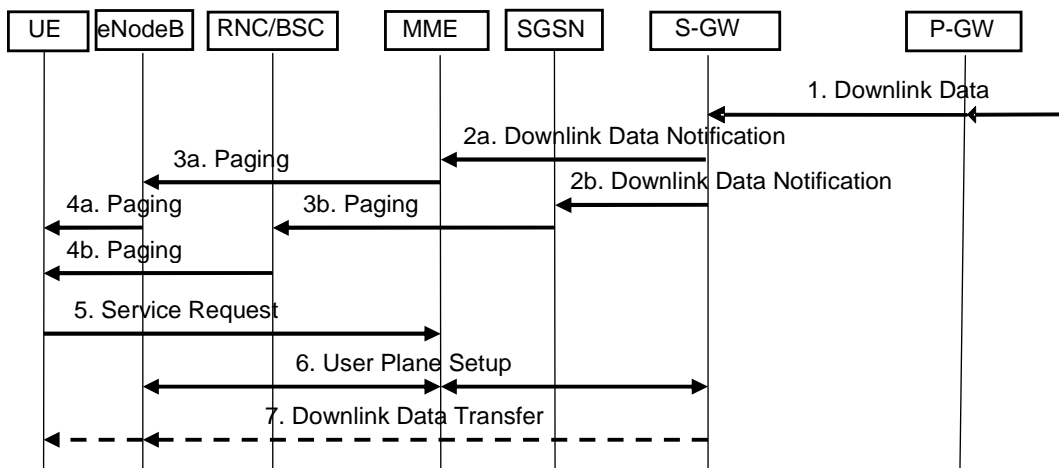 UE
eNodeB
RNC/BSC
MME
SGSN
S-GW
P-GW
1. Downlink Data
2a. Downlink Data Notification
3a. Paging
2b. Downlink Data Notification
4a. Paging
3b. Paging
4b. Paging
5. Service Request
6. User Plane Setup
7. Downlink Data Transfer